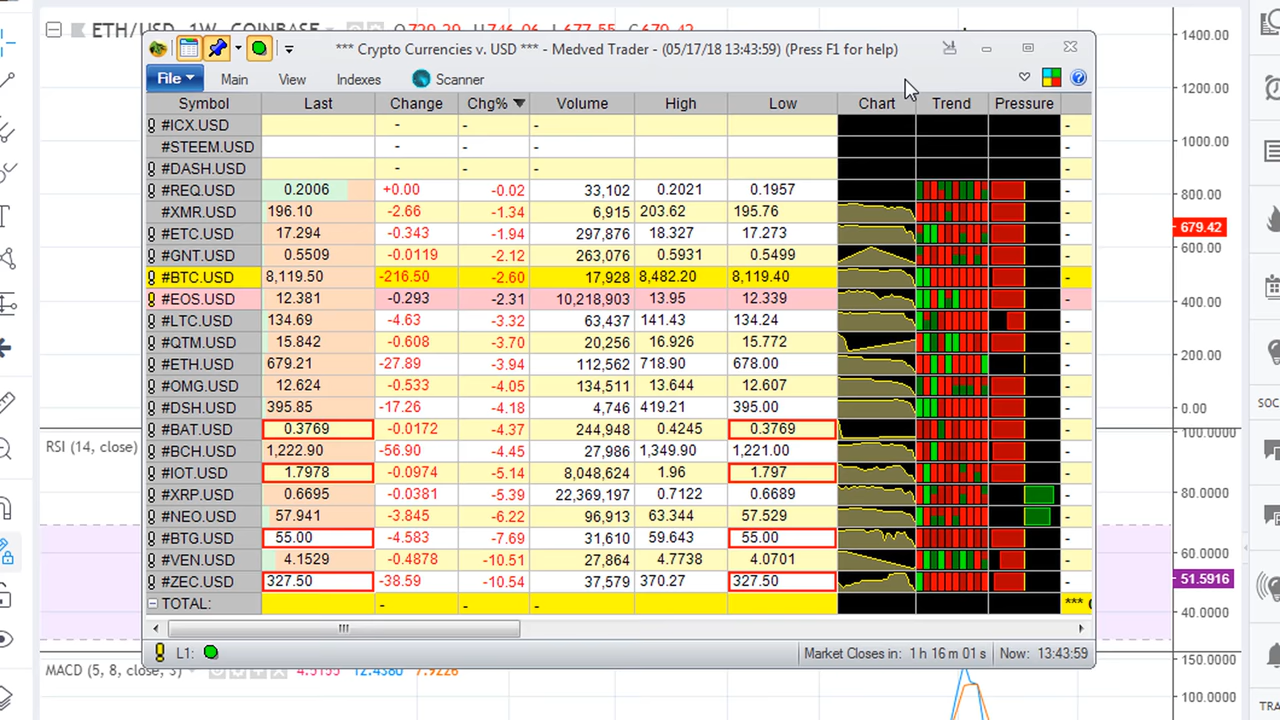 ETH/USD, 1W, COINBASE
*** Crypto Currencies v. USD *** - Medved Trader - (05/17/18 13:43:59) (Press F1 for help)
File Main View Indexes Scanner
Symbol Last Change Chg% Volume High Low Chart Trend Pressure
#ICX.USD - - - -
#STEEM.USD - - - -
#DASH.USD - - - -
#REQ.USD 0.2006 +0.00 -0.02 33,102 0.2021 0.1957 -
#XMR.USD 196.10 -2.66 -1.34 6,915 203.62 195.76 -
#ETC.USD 17.294 -0.343 -1.94 297,876 18.327 17.273 -
#GNT.USD 0.5509 -0.0119 -2.12 263,076 0.5931 0.5499 -
#BTC.USD 8,119.50 -216.50 -2.60 17,928 8,482.20 8,119.40 -
#EOS.USD 12.381 -0.293 -2.31 10,218,903 13.95 12.339 -
#LTC.USD 134.69 -4.63 -3.32 63,437 141.43 134.24 -
#QTM.USD 15.842 -0.608 -3.70 20,256 16.926 15.772 -
#ETH.USD 679.21 -27.89 -3.94 112,562 718.90 678.00 -
#OMG.USD 12.624 -0.533 -4.05 134,511 13.644 12.607 -
#DSH.USD 395.85 -17.26 -4.18 4,746 419.21 395.00 -
#BAT.USD 0.3769 -0.0172 -4.37 244,948 0.4245 0.3769 -
#BCH.USD 1,222.90 -56.90 -4.45 27,986 1,349.90 1,221.00 -
#IOT.USD 1.7978 -0.0974 -5.14 8,048,624 1.96 1.797 -
#XRP.USD 0.6695 -0.0381 -5.39 22,369,197 0.7122 0.6689 -
#NEO.USD 57.941 -3.845 -6.22 96,913 63.344 57.529 -
#BTG.USD 55.00 -4.583 -7.69 31,610 59.643 55.00 -
#VEN.USD 4.1529 -0.4878 -10.51 27,864 4.7738 4.0701 -
#ZEC.USD 327.50 -38.59 -10.54 37,579 370.27 327.50 -
TOTAL: - - - ***
L1: Market Closes in: 1 h 16 m 01 s Now: 13:43:59
1400.00
1200.00
1000.00
800.00
679.42
600.00
400.00
200.00
0.00
RSI (14, close)
100.0000
80.0000
60.0000
51.5916
40.0000
MACD (5, 8, close, 3) 4.5155 12.4380 7.9226
150.0000
100.0000